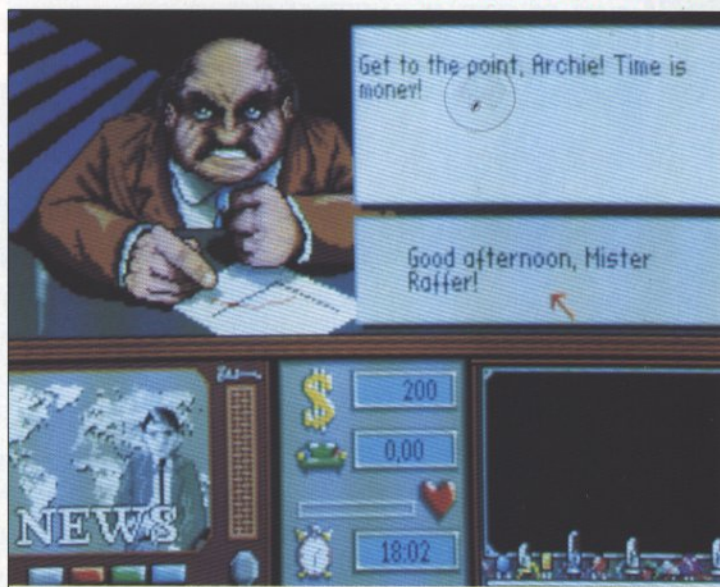 Get to the point, Archie! Time is
money!
Good afternoon, Mister
Raffer!
200
0,00
NEWS
18:02